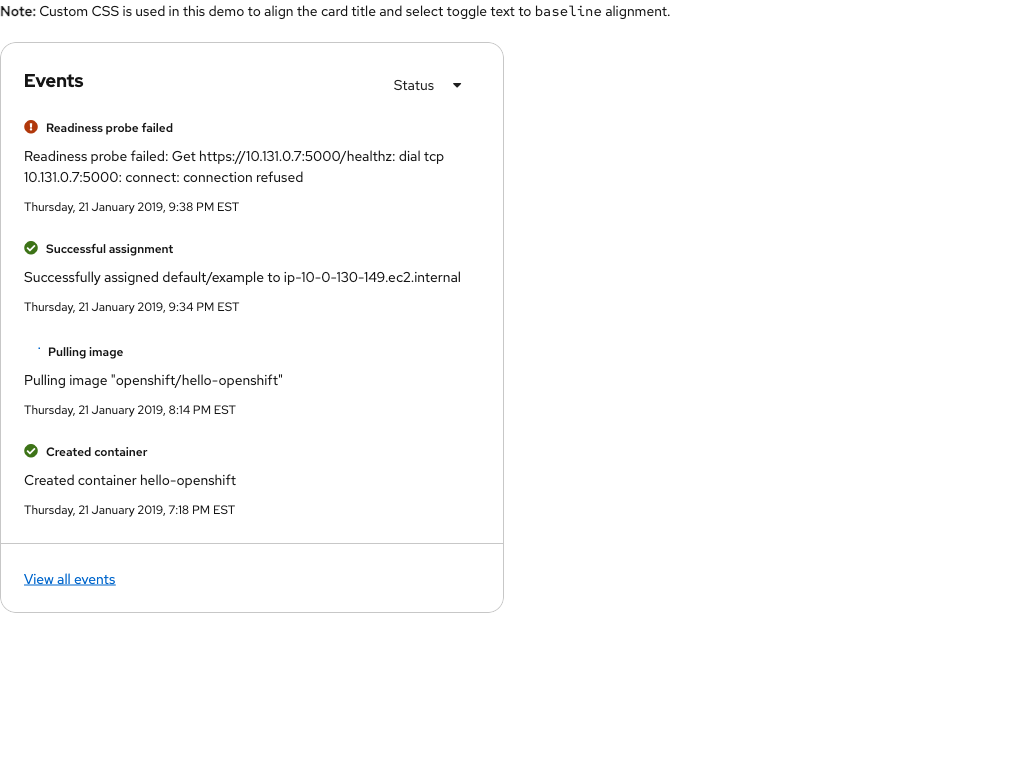 Note: Custom CSS is used in this demo to align the card title and select toggle text to baseline alignment.
Events
Status
Readiness probe failed
Readiness probe failed: Get https://10.131.0.7:5000/healthz: dial tcp
10.131.0.7:5000: connect: connection refused
Thursday, 21 January 2019, 9:38 PM EST
Successful assignment
Successfully assigned default/example to ip-10-0-130-149.ec2.internal
Thursday, 21 January 2019, 9:34 PM EST
Pulling image
Pulling image "openshift/hello-openshift"
Thursday, 21 January 2019, 8:14 PM EST
Created container
Created container hello-openshift
Thursday, 21 January 2019, 7:18 PM EST
View all events